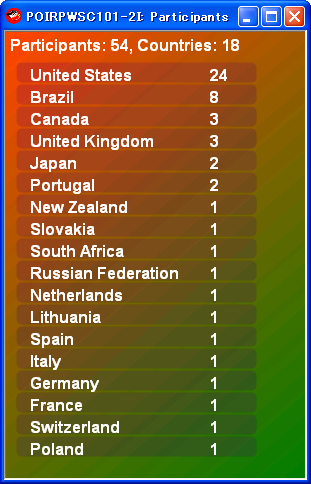 POIRPWSC101-2I: Participants
Participants: 54, Countries: 18
United States 24
Brazil 8
Canada 3
United Kingdom 3
Japan 2
Portugal 2
New Zealand 1
Slovakia 1
South Africa 1
Russian Federation 1
Netherlands 1
Lithuania 1
Spain 1
Italy 1
Germany 1
France 1
Switzerland 1
Poland 1